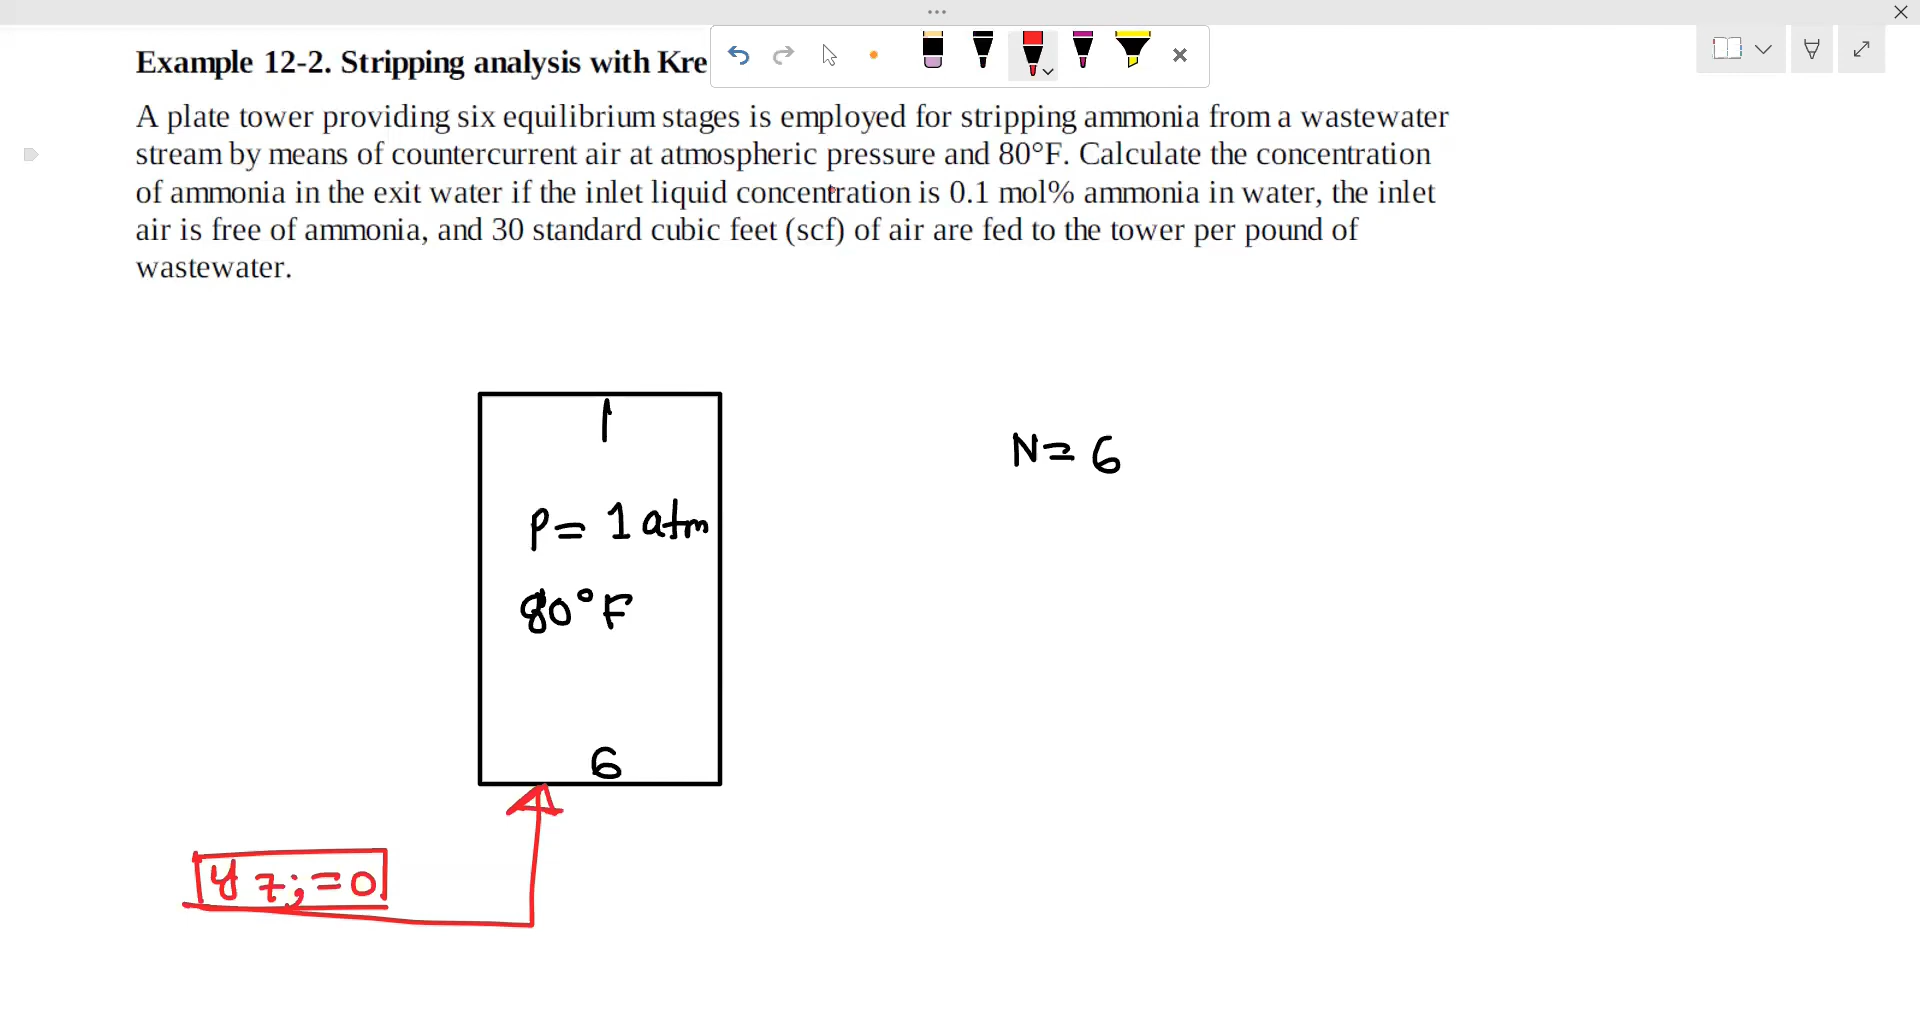 Example 12-2. Stripping analysis with Kre
A plate tower providing six equilibrium stages is employed for stripping ammonia from a wastewater
stream by means of countercurrent air at atmospheric pressure and 80°F. Calculate the concentration
of ammonia in the exit water if the inlet liquid concentration is 0.1 mol% ammonia in water, the inlet
air is free of ammonia, and 30 standard cubic feet (scf) of air are fed to the tower per pound of
wastewater.
1
N = 6
P = 1 atm
80°F
6
y 7, i = 0